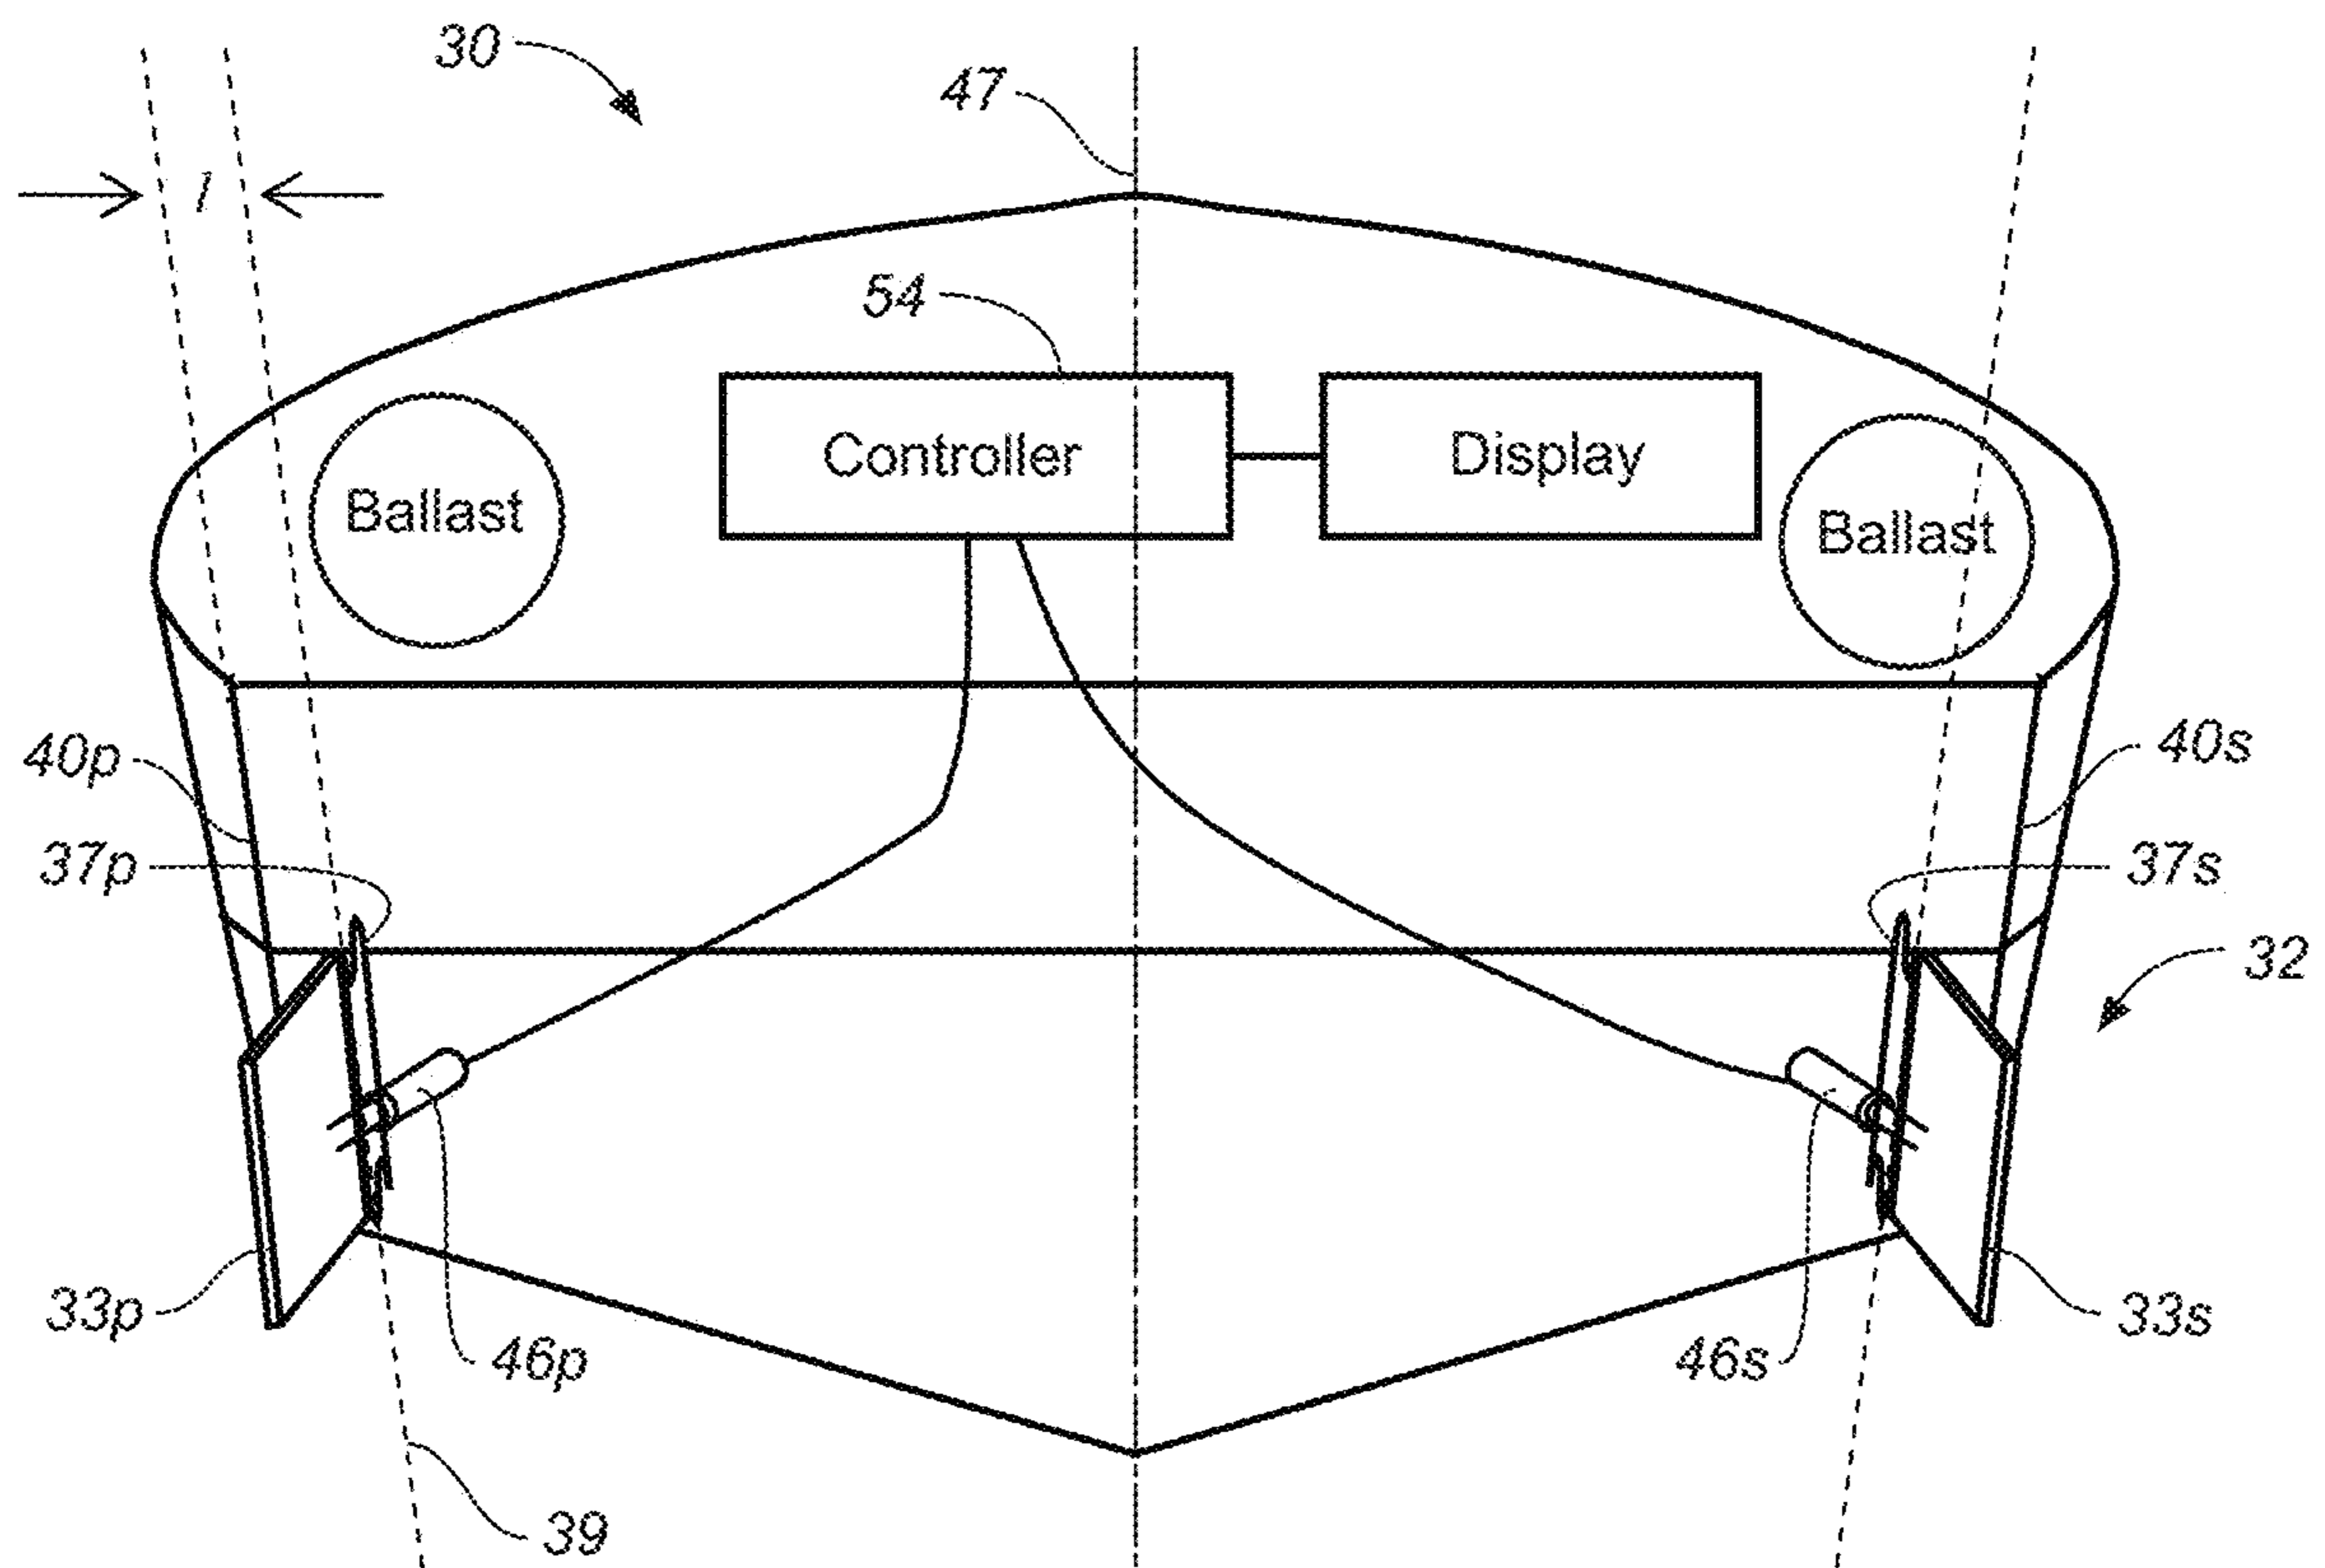 30
47
I
54
Controller
Display
Ballast
Ballast
40p
40s
37p
37s
32
33p
46p
46s
33s
39